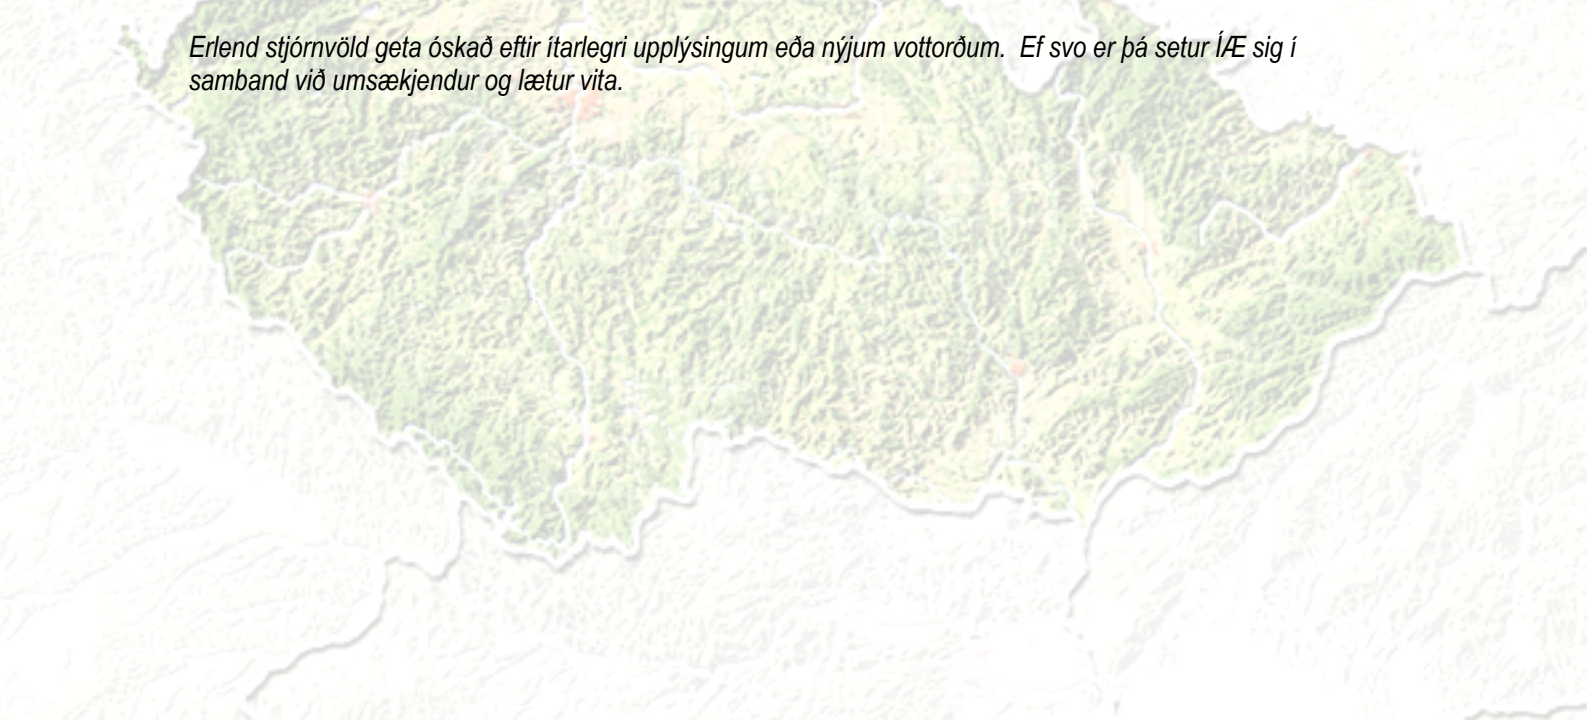 Erlend stjórnvöld geta óskað eftir ítarlegri upplýsingum eða nýjum vottorðum.  Ef svo er þá setur ÍÆ sig í
samband við umsækjendur og lætur vita.